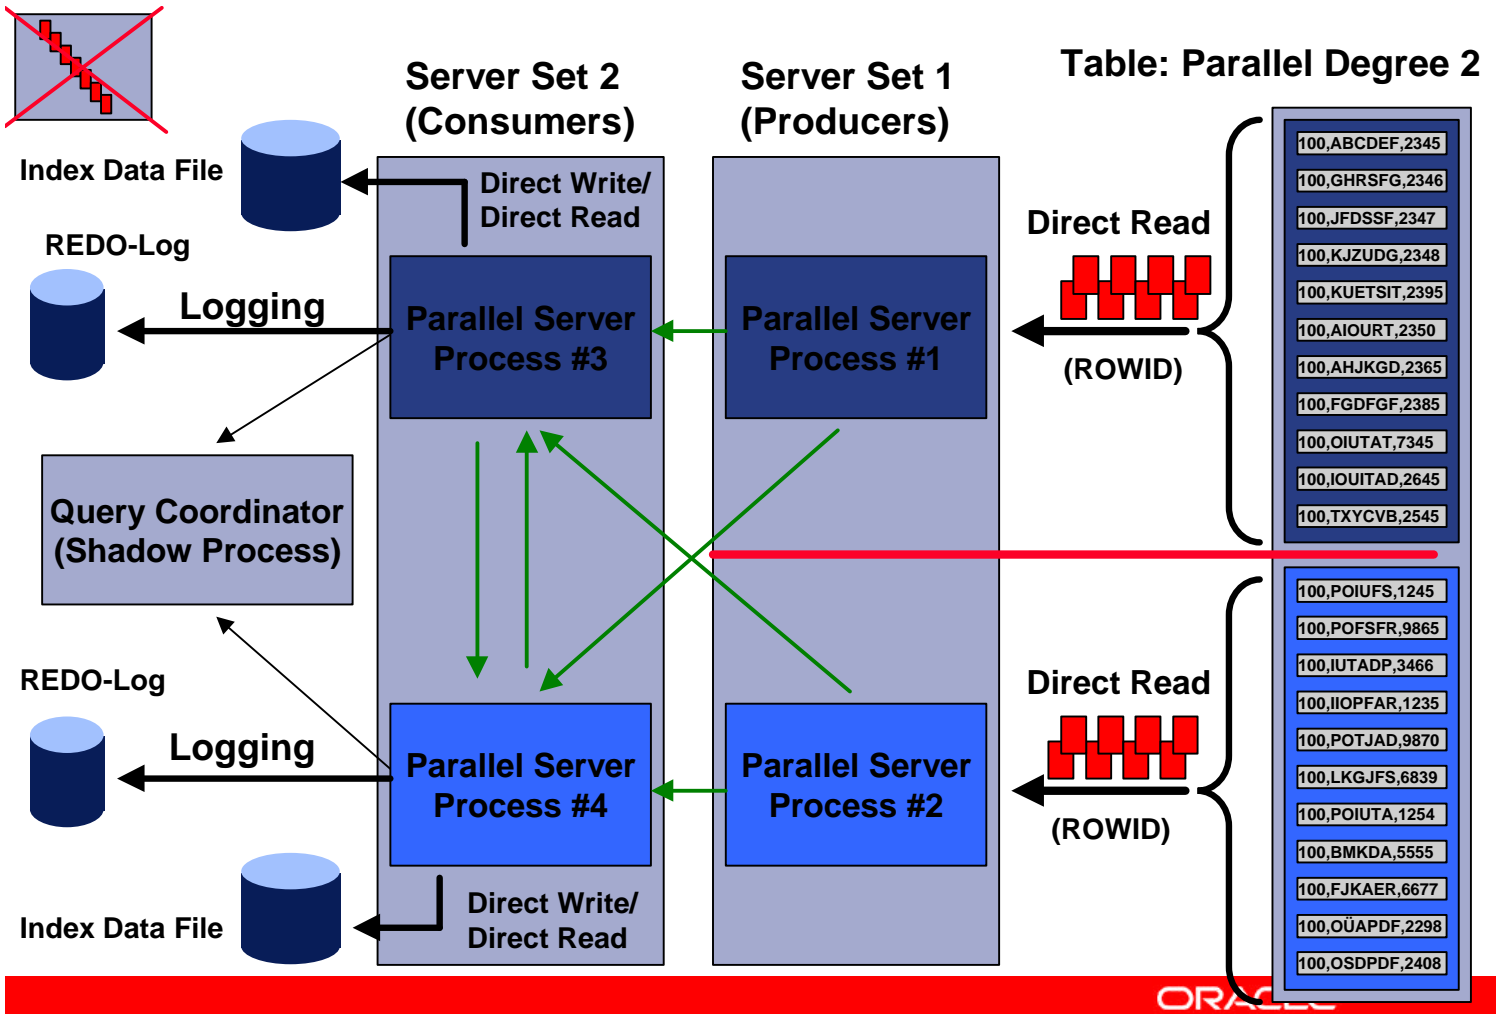 Table: Parallel Degree 2
Server Set 2
(Consumers)
Server Set 1
(Producers)
Index Data File
Direct Write/
Direct Read
REDO-Log
Logging
Parallel Server
Process #3
Parallel Server
Process #1
Direct Read
(ROWID)
100,ABCDEF,2345
100,GHRSFG,2346
100,JFDSSF,2347
100,KJZUDG,2348
100,KUETSIT,2395
100,AIOURT,2350
100,AHJKGD,2365
100,FGDFGF,2385
100,OIUTAT,7345
100,IOUITAD,2645
100,TXYCVB,2545
Query Coordinator
(Shadow Process)
REDO-Log
Logging
Parallel Server
Process #4
Parallel Server
Process #2
Direct Read
(ROWID)
100,POIUFS,1245
100,POFSFR,9865
100,IUTADP,3466
100,IIOPFAR,1235
100,POTJAD,9870
100,LKGJFS,6839
100,POIUTA,1254
100,BMKDA,5555
100,FJKAER,6677
100,OÜAPDF,2298
100,OSDPDF,2408
Index Data File
Direct Write/
Direct Read
ORACLE